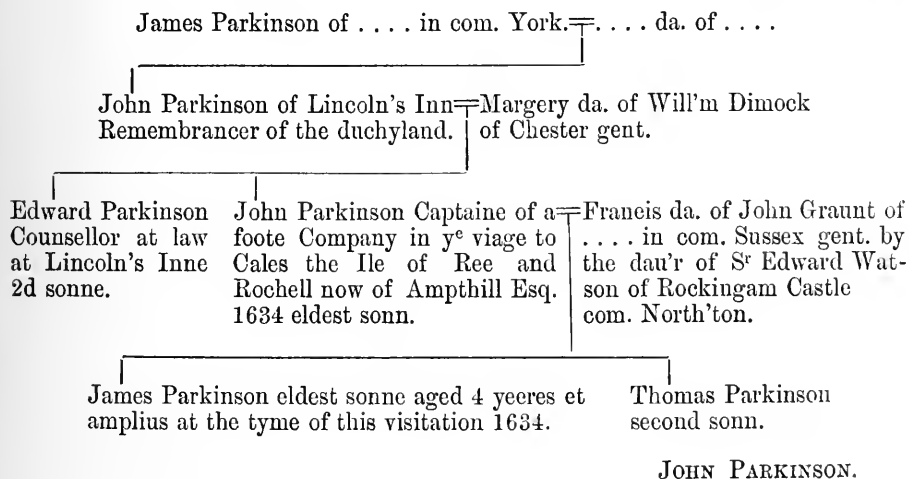 James Parkinson of . . . . in com. York. . . . . da. of . . . .
John Parkinson of Lincoln's Inn
Remembrancer of the duchyland.
Margery da. of Will'm Dimock
of Chester gent.
Edward Parkinson
Counsellor at law
at Lincoln's Inne
2d sonne.
John Parkinson Captaine of a
foote Company in yᵉ viage to
Cales the Ile of Ree and
Rochell now of Ampthill Esq.
1634 eldest sonn.
Francis da. of John Graunt of
. . . . in com. Sussex gent. by
the dau'r of Sʳ Edward Wat-
son of Rockingam Castle
com. North'ton.
James Parkinson eldest sonne aged 4 yeeres et
amplius at the tyme of this visitation 1634.
Thomas Parkinson
second sonn.
JOHN PARKINSON.